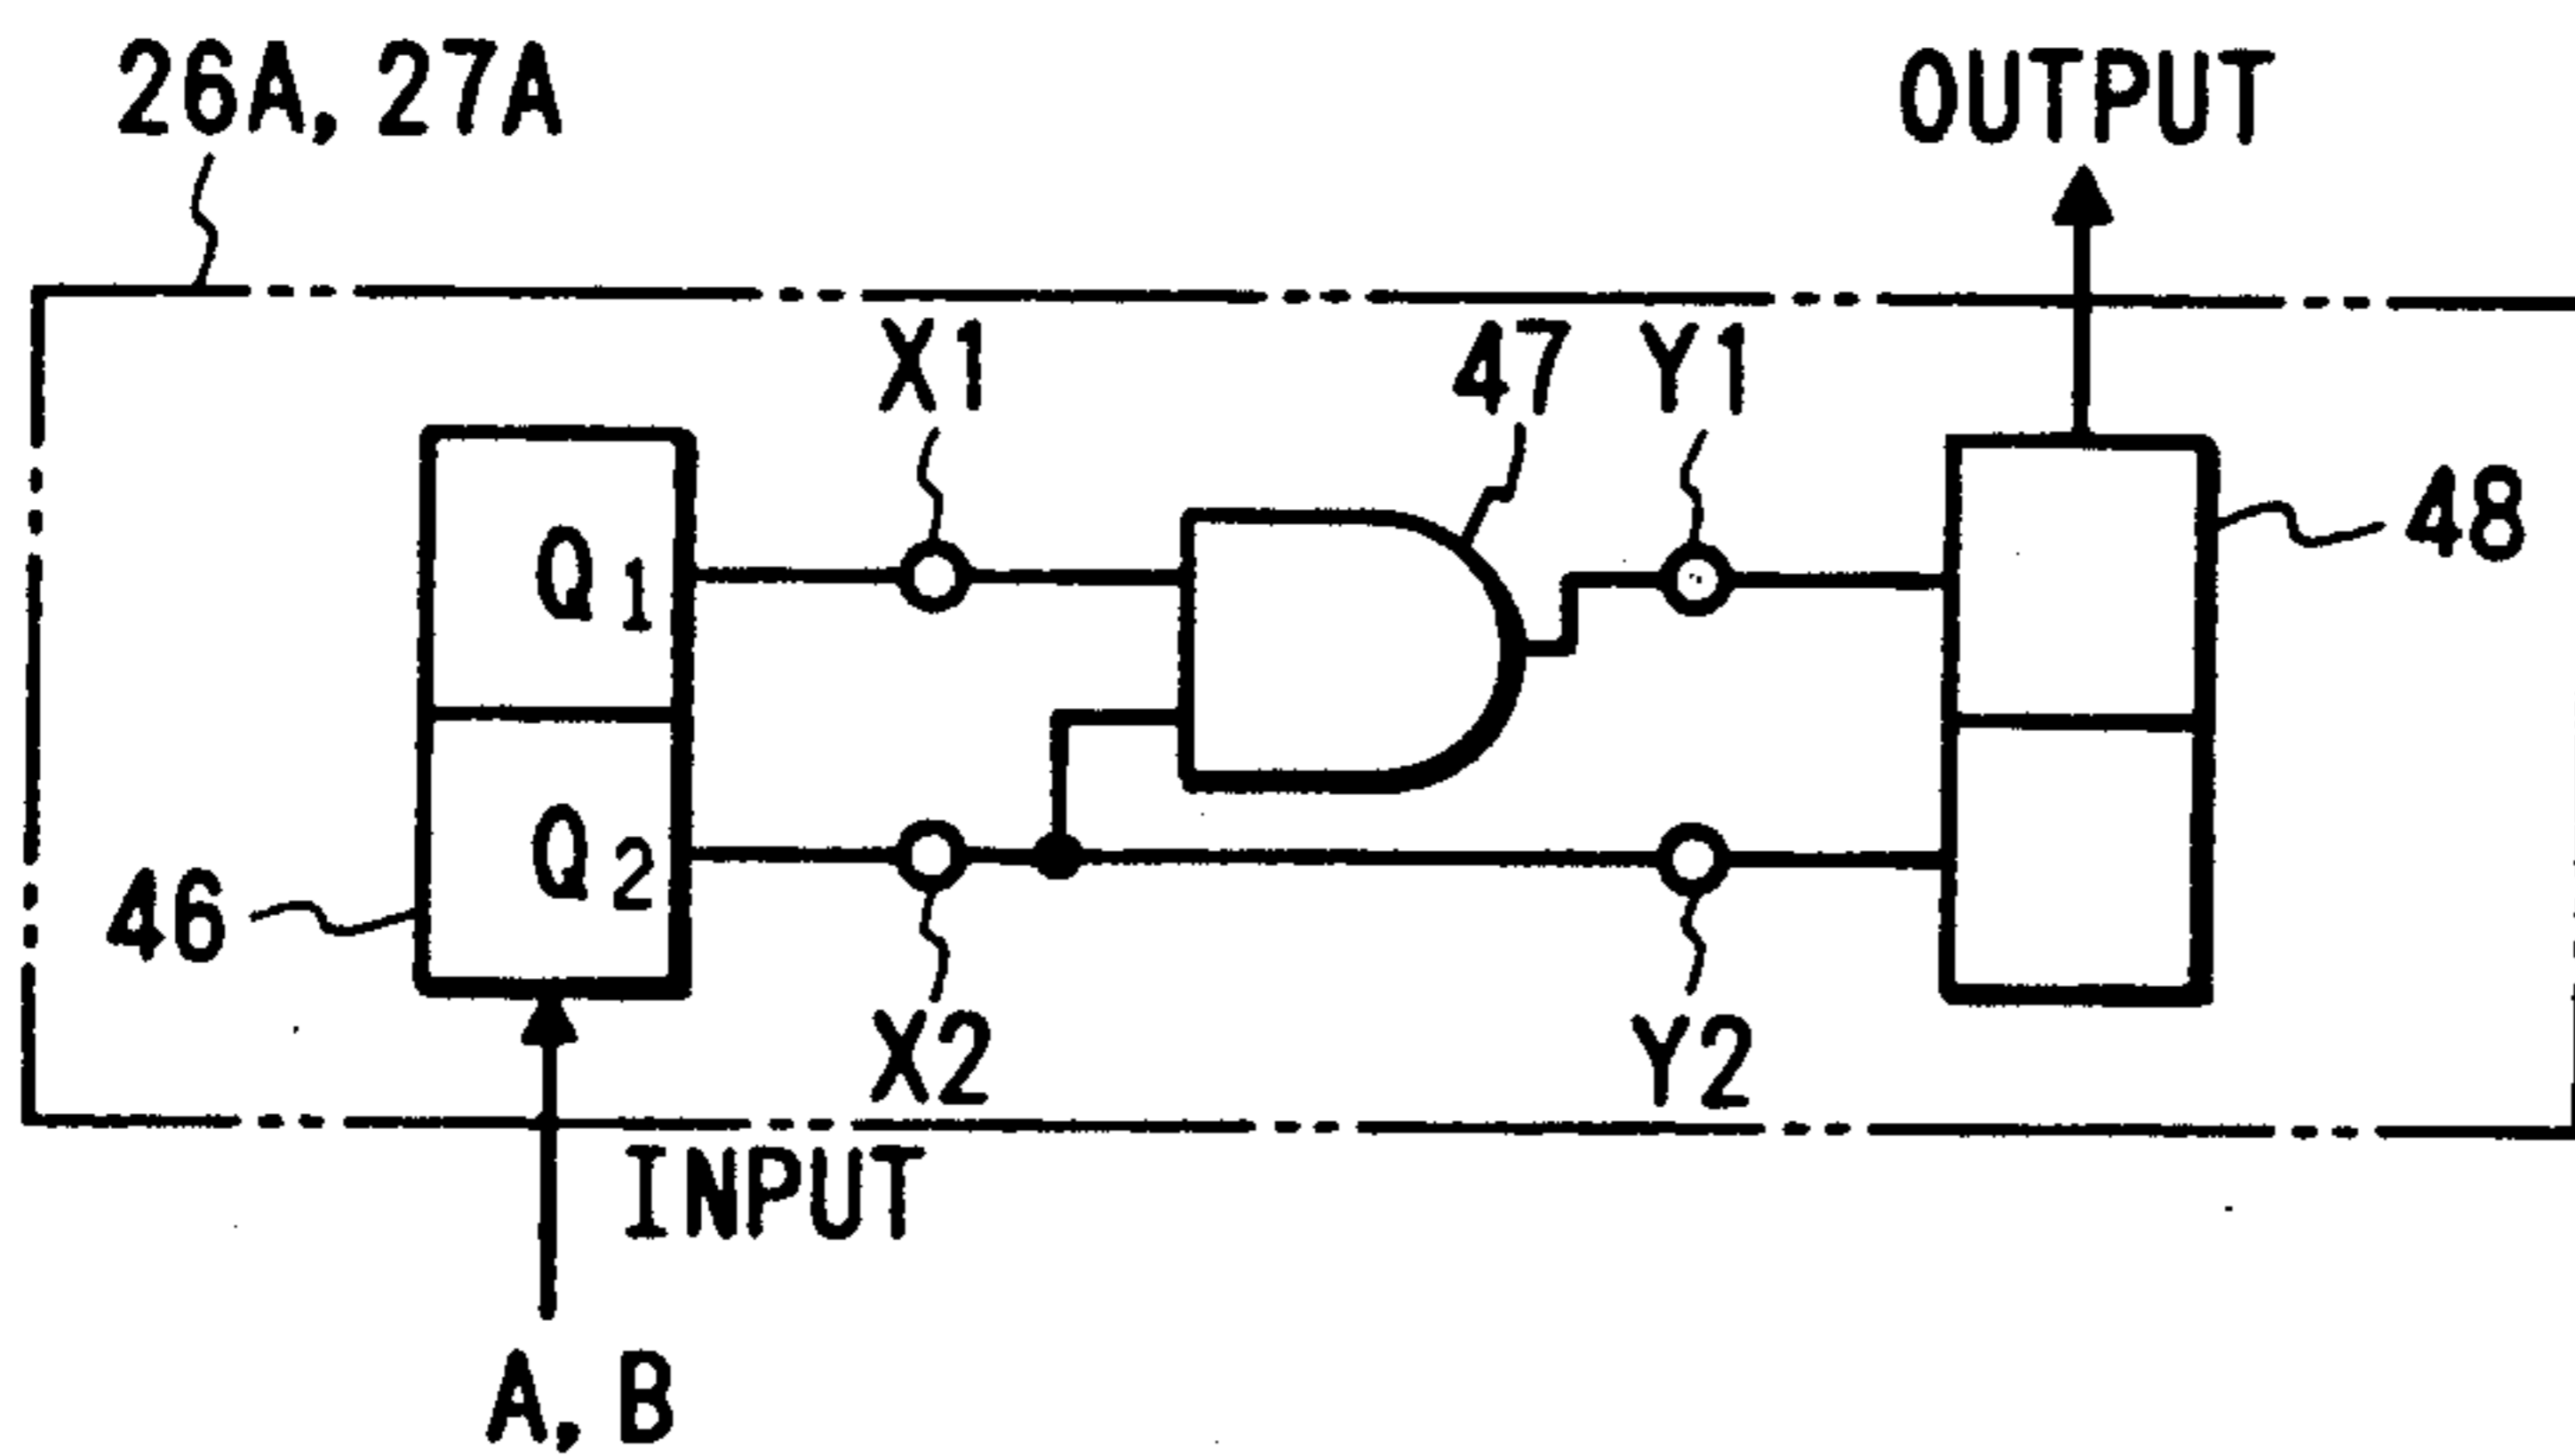 26A, 27A
OUTPUT
X1
47
Y1
48
Q1
Q2
46
X2
Y2
INPUT
A, B